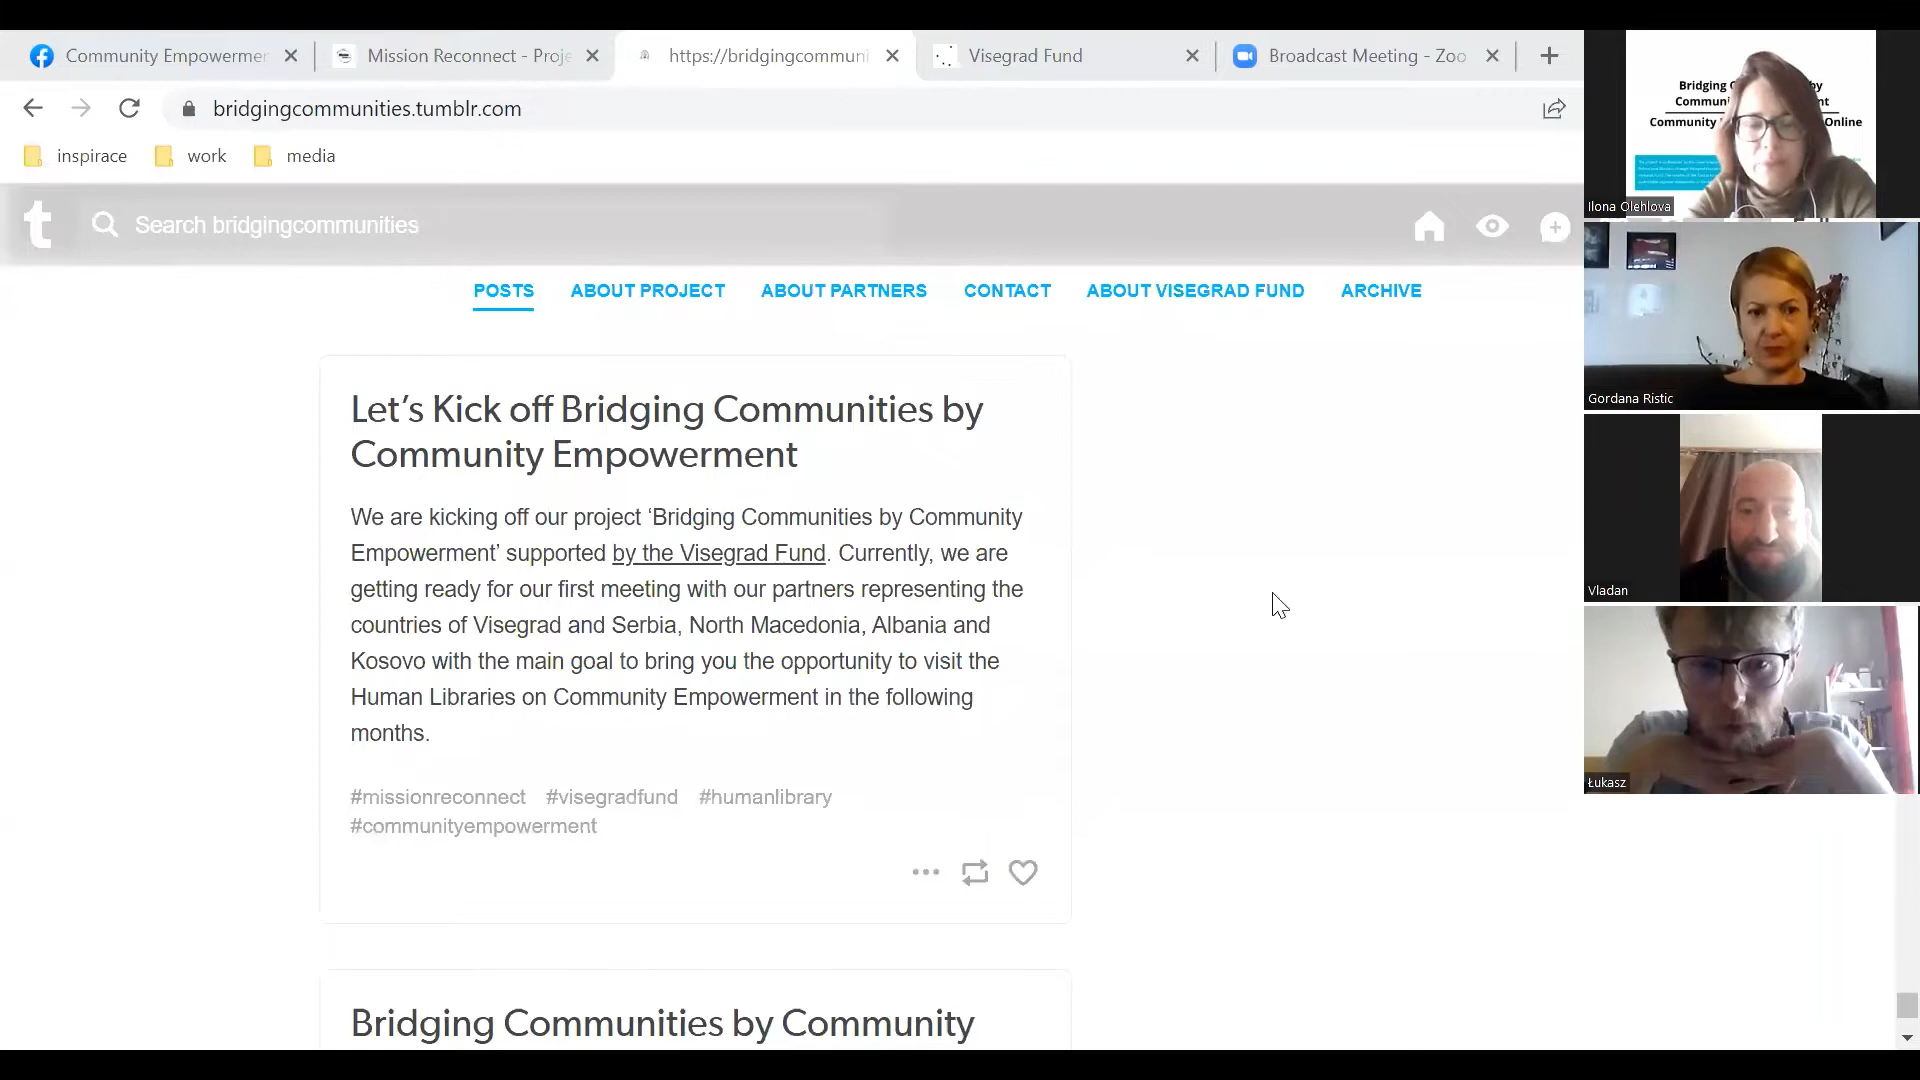 Community Empowermer
Mission Reconnect - Proje
https://bridgingcommuni
Visegrad Fund
Broadcast Meeting - Zoo
bridgingcommunities.tumblr.com
inspirace
work
media
t
Search bridgingcommunities
POSTS
ABOUT PROJECT
ABOUT PARTNERS
CONTACT
ABOUT VISEGRAD FUND
ARCHIVE
Let’s Kick off Bridging Communities by
Community Empowerment
We are kicking off our project ‘Bridging Communities by Community
Empowerment’ supported by the Visegrad Fund. Currently, we are
getting ready for our first meeting with our partners representing the
countries of Visegrad and Serbia, North Macedonia, Albania and
Kosovo with the main goal to bring you the opportunity to visit the
Human Libraries on Community Empowerment in the following
months.
#missionreconnect #visegradfund #humanlibrary
#communityempowerment
Bridging Communities by Community
Bridging by
Online
Ilona Olehlova
Gordana Ristic
Vladan
Łukasz